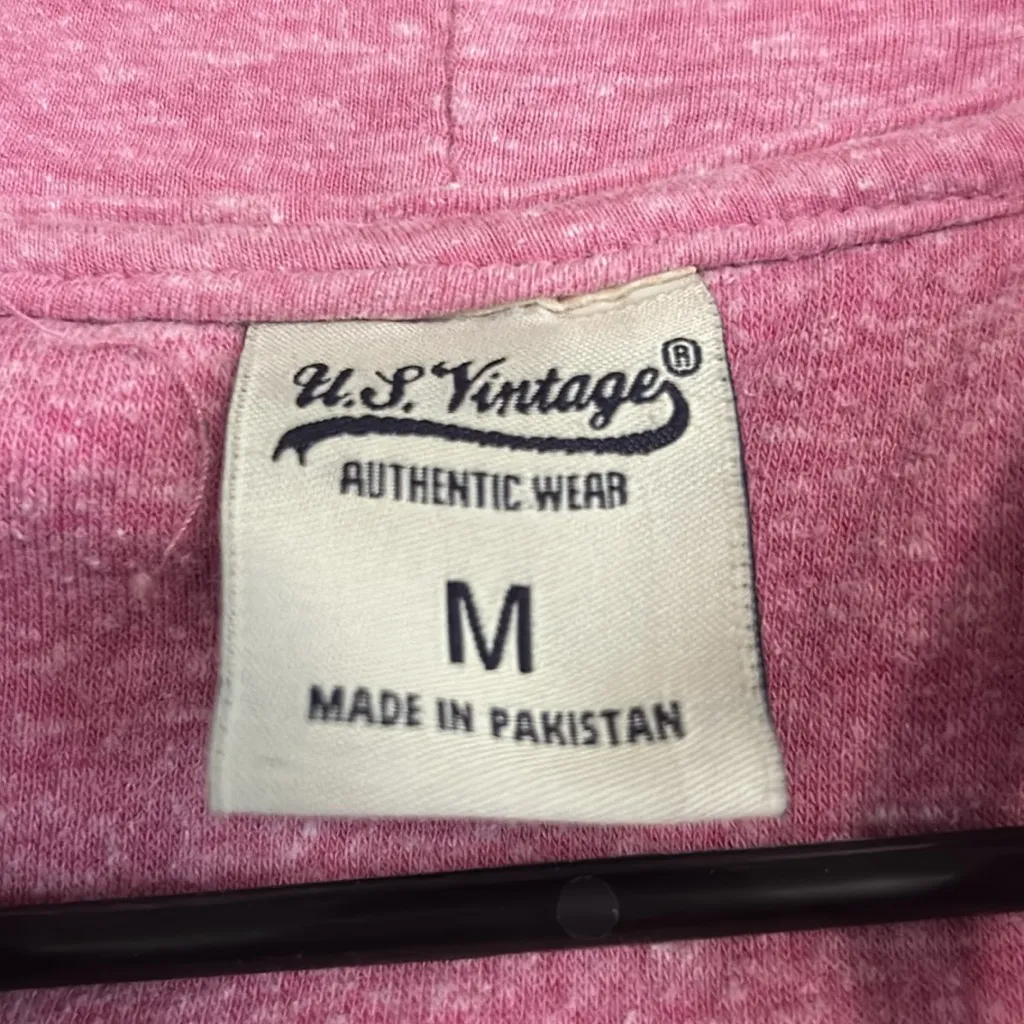 U.S. Vintage®
AUTHENTIC WEAR
M
MADE IN PAKISTAN